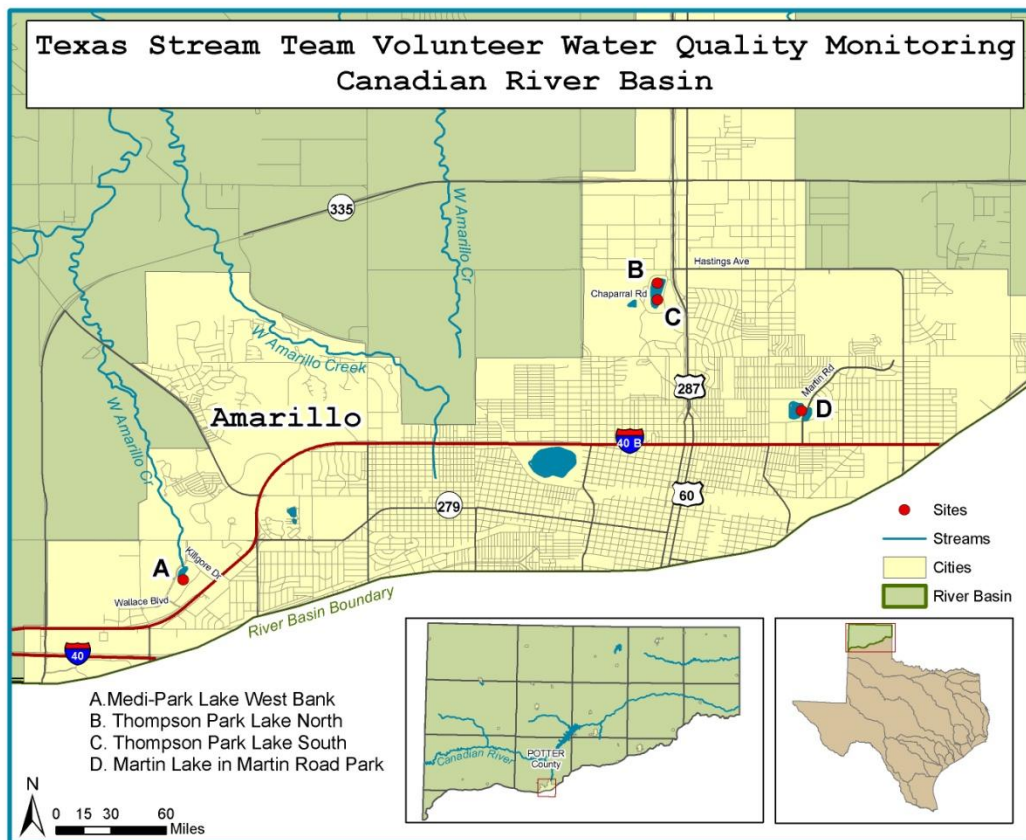 Texas Stream Team Volunteer Water Quality Monitoring
Canadian River Basin
335
W Amarillo Cr
Hastings Ave
B
Chaparral Rd
C
W Amarillo Creek
287
Martin Rd
D
W Amarillo Cr
Amarillo
40 B
279
60
Sites
Streams
Cities
River Basin
A
Killgore Dr
Wallace Blvd
River Basin Boundary
40
A.Medi-Park Lake West Bank
B. Thompson Park Lake North
C. Thompson Park Lake South
D. Martin Lake in Martin Road Park
N
0 15 30 60
Miles
Canadian River
POTTER
County